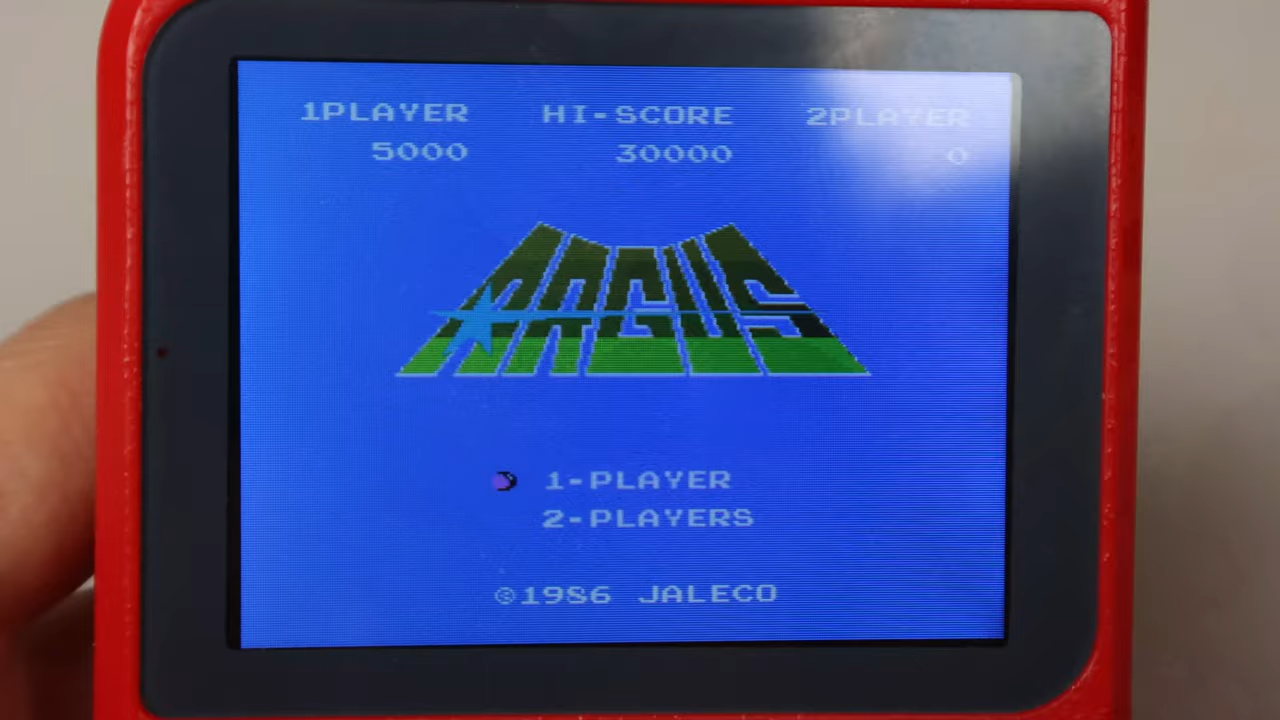 1PLAYER HI-SCORE 2PLAYER
5000 30000 0
ARGUS
1-PLAYER
2-PLAYERS
©1986 JALECO